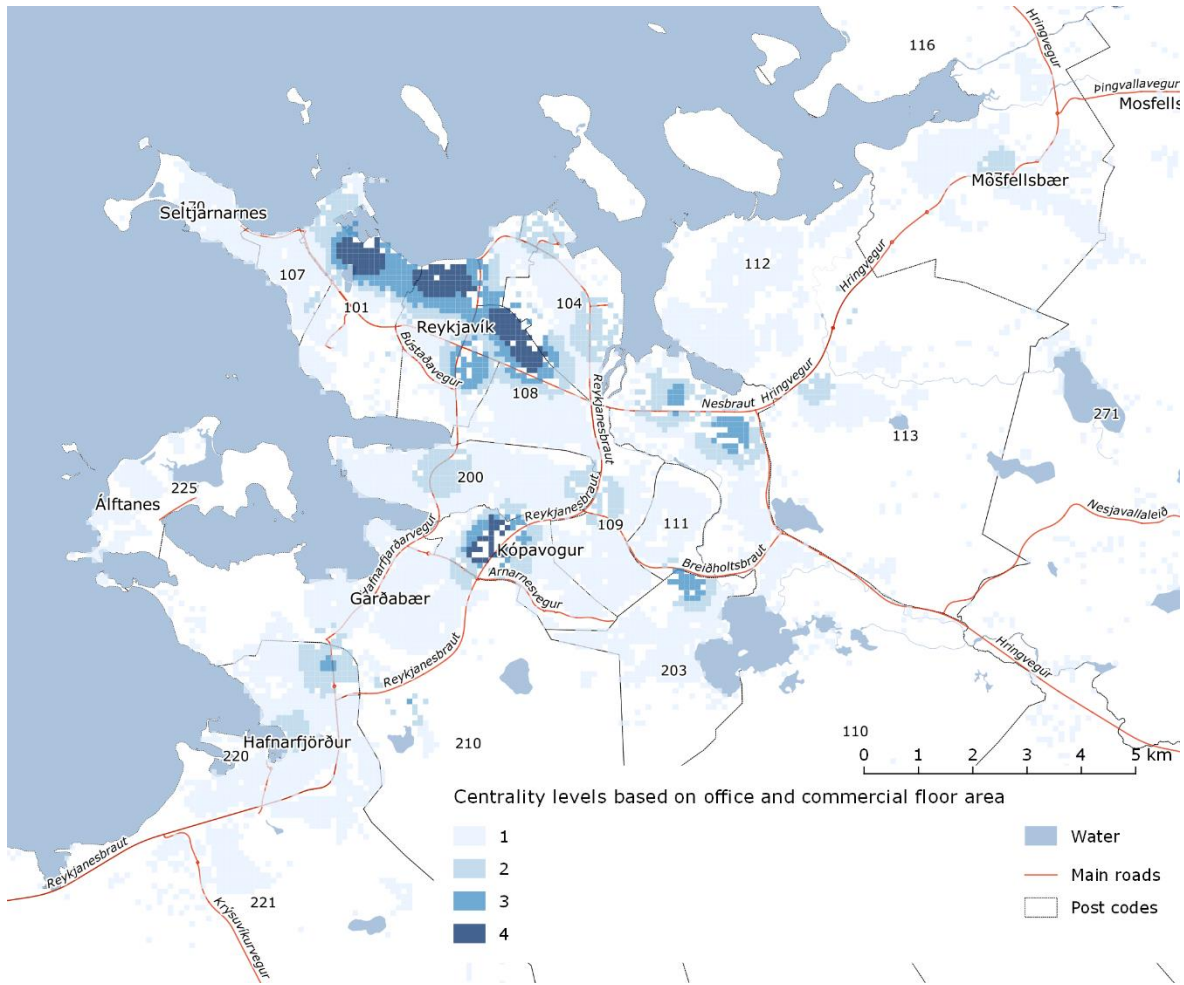 116
Hringvegur
Þingvallavegur
Mosfells
Mosfellsbær
170
Seltjarnarnes
107
112
101
104
Hringvegur
Reykjavík
Bústaðavegur
108
Reykjanesbraut
Nesbraut
Hringvegur
271
113
200
225
Álftanes
Reykjanesbraut
109
111
Nesjavallaleið
Kópavogur
Hafnarfjarðarvegur
Breiðholtsbraut
Arnarnesvegur
Garðabær
Reykjanesbraut
203
Hringvegur
Hafnarfjörður
220
210
110
0 1 2 3 4 5 km
Centrality levels based on office and commercial floor area
1
2
3
4
Water
Main roads
Post codes
Reykjanesbraut
221
Krýsuvíkurvegur